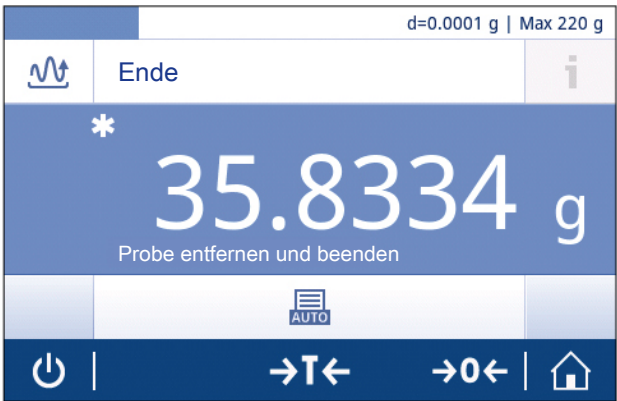 d=0.0001 g | Max 220 g
Ende
i
*
35.8334 g
Probe entfernen und beenden
AUTO
→T← →0←